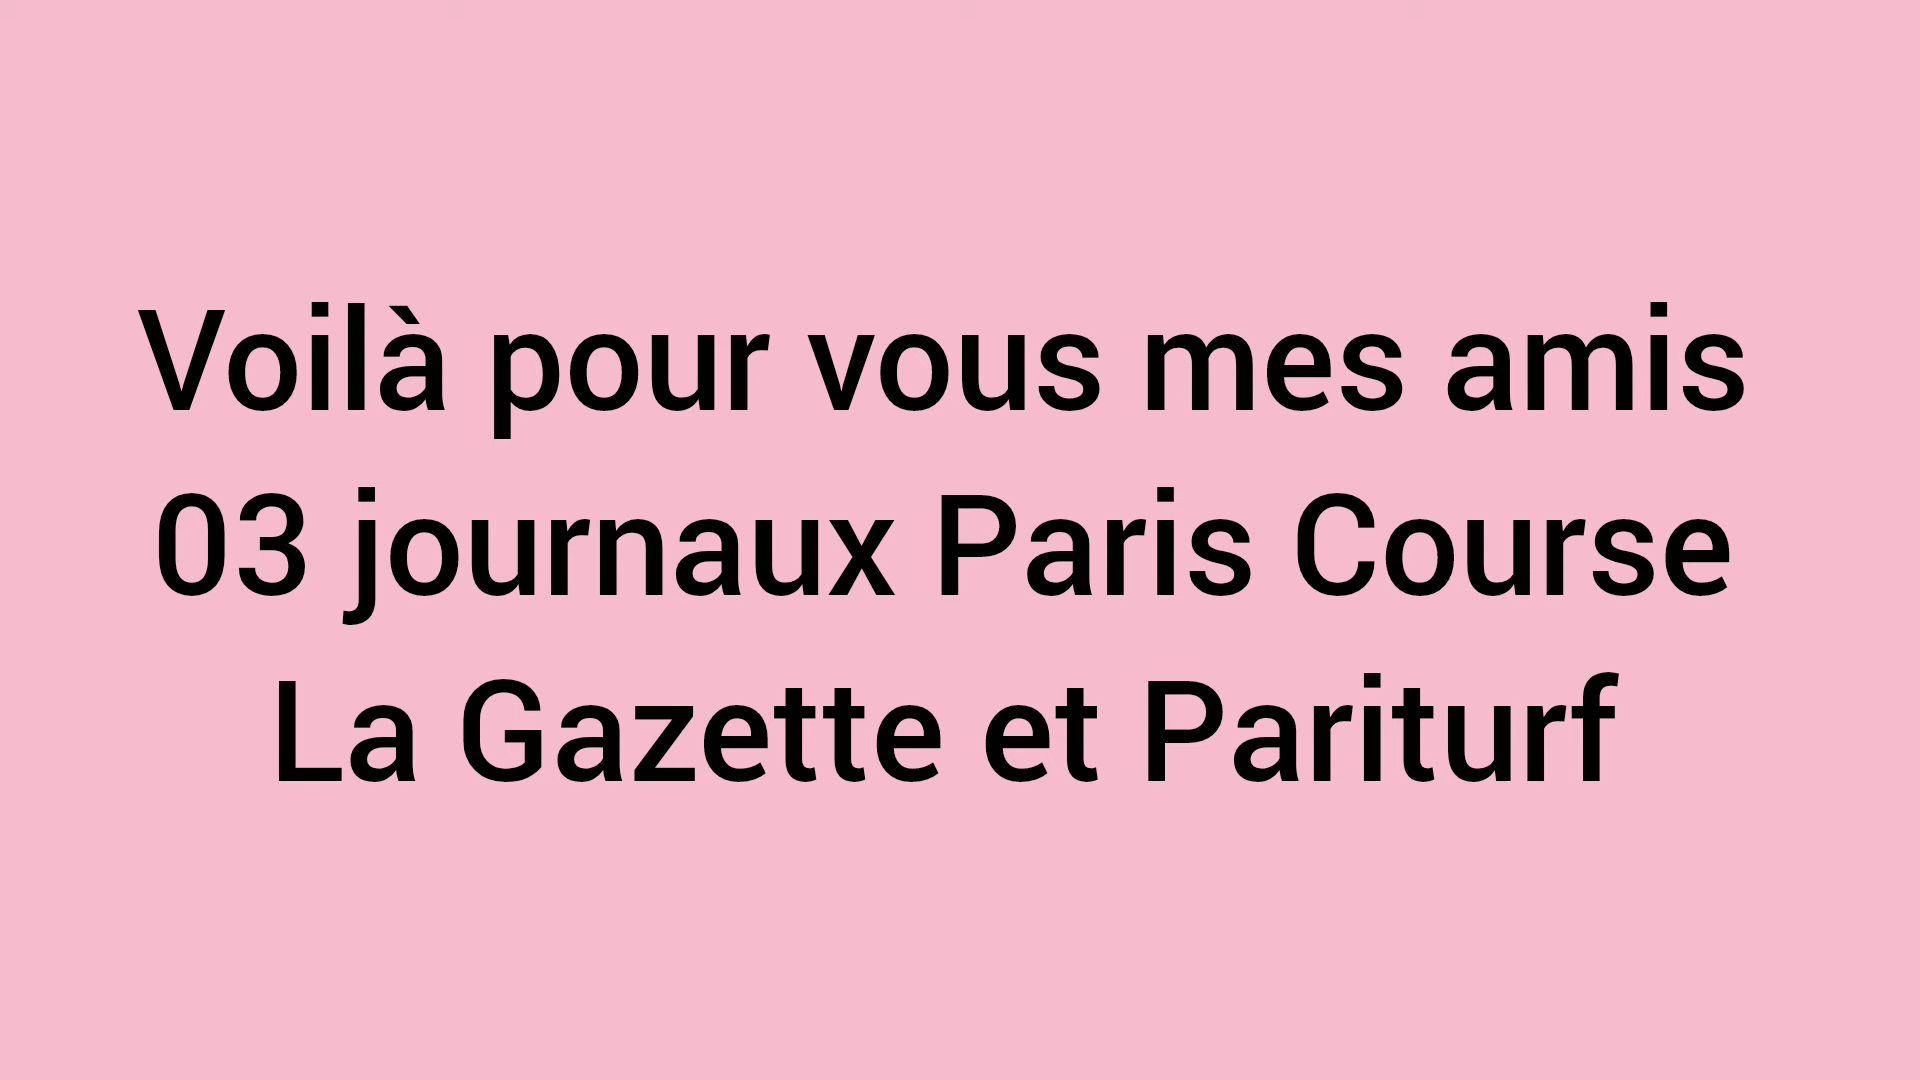 Voilà pour vous mes amis
03 journaux Paris Course
La Gazette et Pariturf